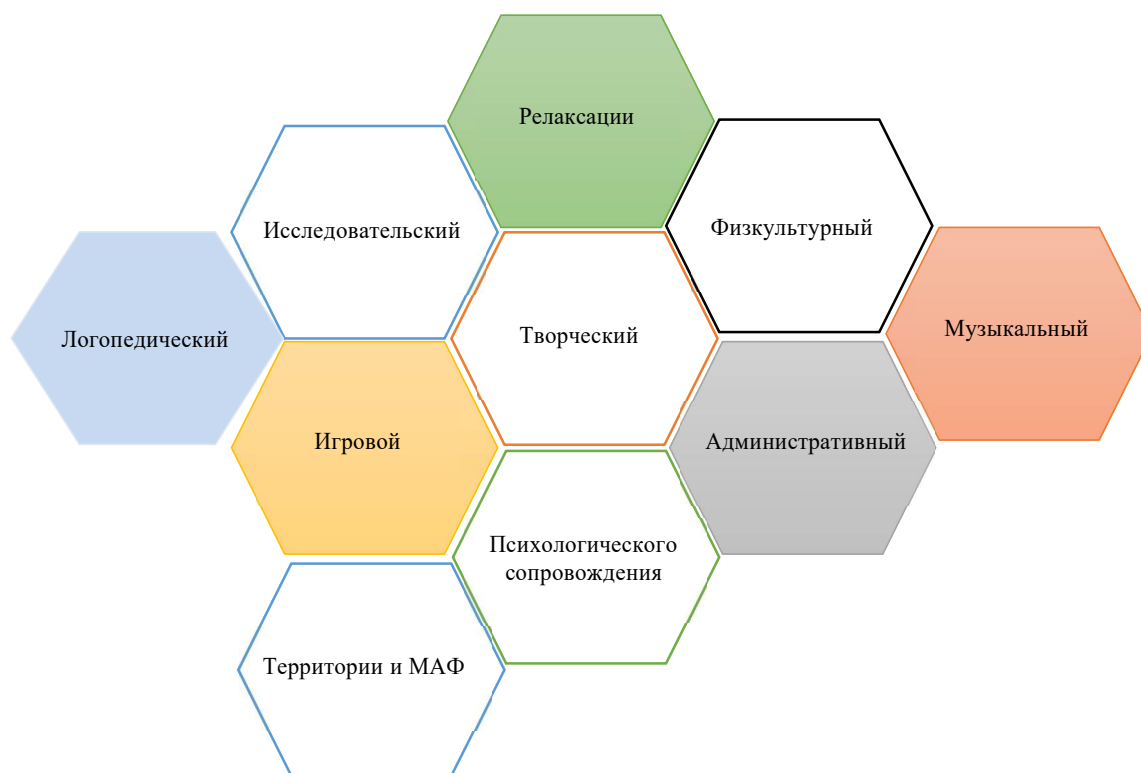 Релаксации
Исследовательский
Физкультурный
Логопедический
Творческий
Музыкальный
Игровой
Административный
Психологического
сопровождения
Территории и МАФ